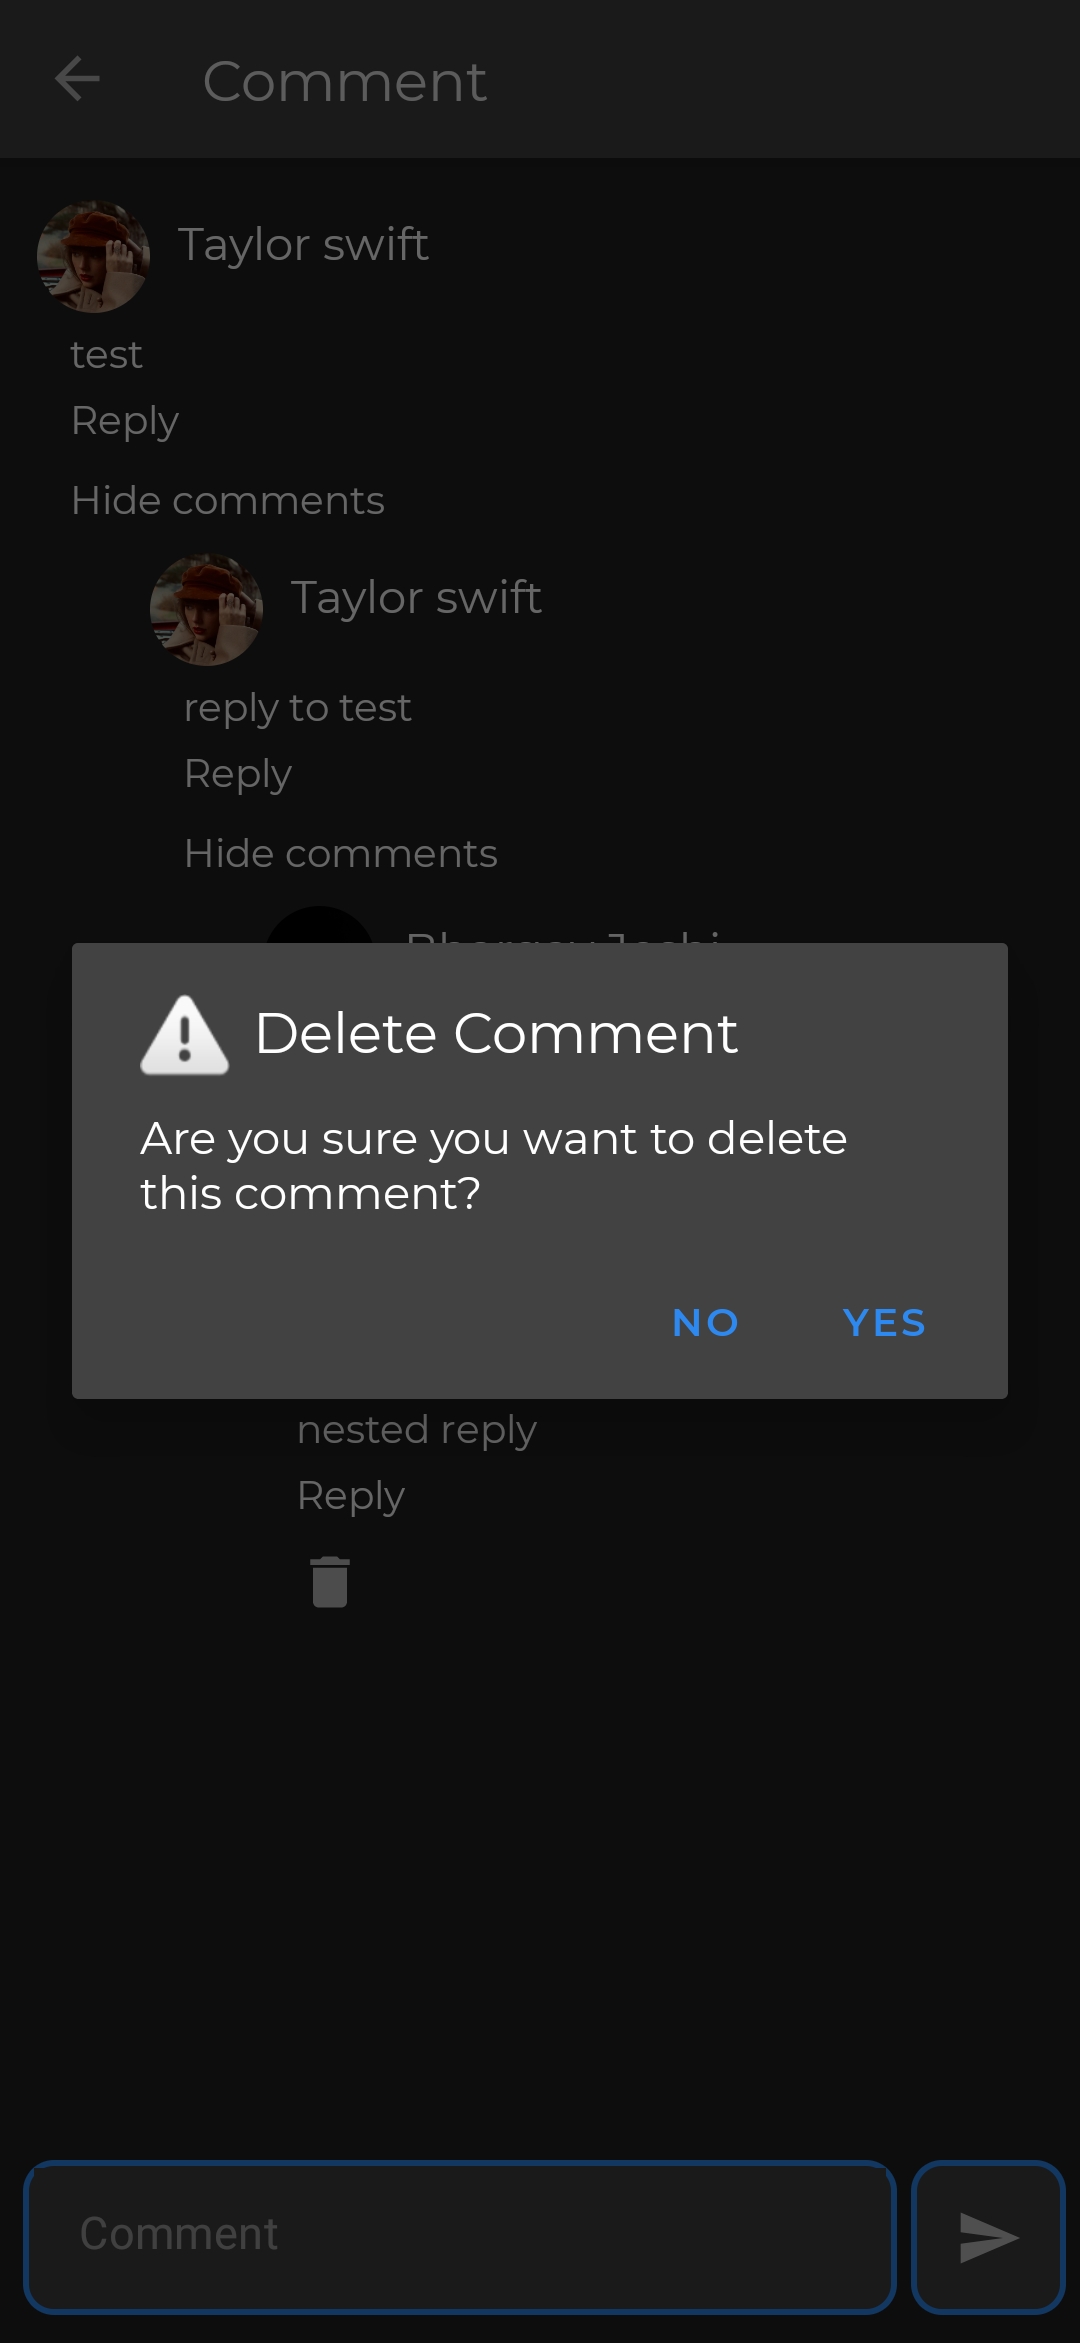 Comment
Taylor swift
test
Reply
Hide comments
Taylor swift
reply to test
Reply
Hide comments
Delete Comment
Are you sure you want to delete
this comment?
NO YES
nested reply
Reply
Comment